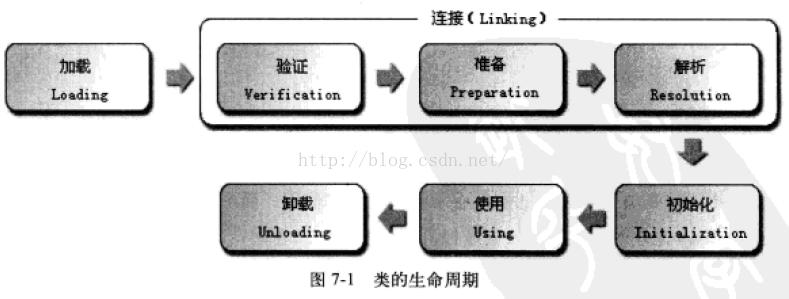 连接（Linking）
加载
Loading
验证
Verification
准备
Preparation
解析
Resolution
http://blog.csdn.net/
卸载
Unloading
使用
Using
初始化
Initialization
图 7-1 类的生命周期